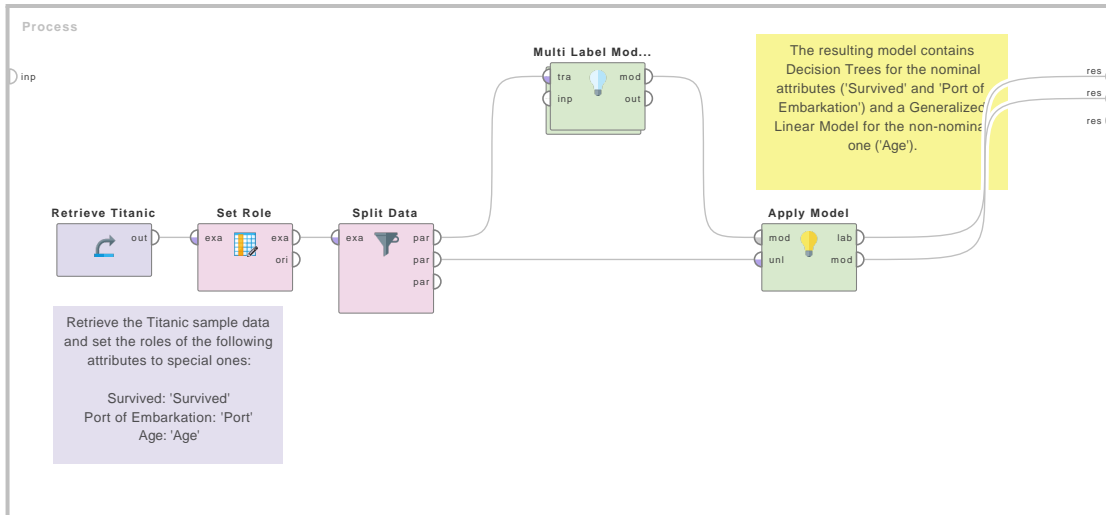 Process
inp
Multi Label Mod...
tra
mod
inp
out
The resulting model contains
Decision Trees for the nominal
attributes ('Survived' and 'Port of
Embarkation') and a Generalized
Linear Model for the non-nominal
one ('Age').
res
res
res
Retrieve Titanic
out
Set Role
exa
exa
ori
Split Data
exa
par
par
par
Apply Model
mod
lab
unl
mod
Retrieve the Titanic sample data
and set the roles of the following
attributes to special ones:
Survived: 'Survived'
Port of Embarkation: 'Port'
Age: 'Age'